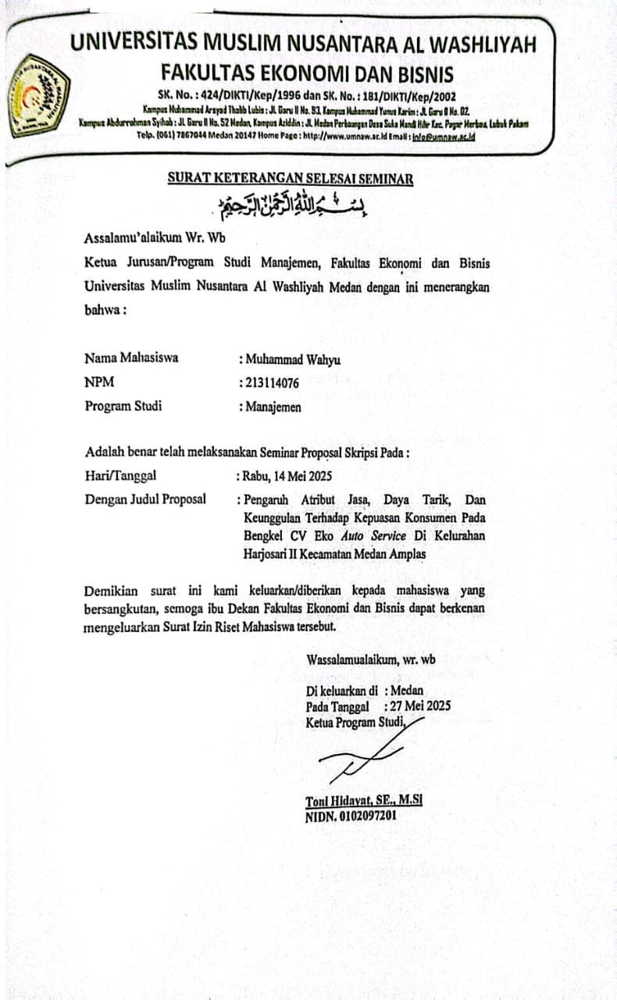 UNIVERSITAS MUSLIM NUSANTARA AL WASHLIYAH
FAKULTAS EKONOMI DAN BISNIS
SK. No. : 424/DIKTI/Kep/1996 dan SK. No. : 181/DIKTI/Kep/2002
Kampus Muhammad Arsyad Thalib Lubis : Jl. Garu II No. 93, Kampus Muhammad Yunus Karim : Jl. Garu II No. 02,
Kampus Abdurrohman Syihab : Jl. Garu II No. 52 Medan, Kampus Aziddin : Jl. Medan Perbaungan Desa Suka Mandi Hilir Kec. Pagar Merbau, Lubuk Pakam
Telp. (061) 7867044 Medan 20147 Home Page : http://www.umnaw.ac.id Email : info@umnaw.ac.id
SURAT KETERANGAN SELESAI SEMINAR
بِسْمِ اللهِ الرَّحْمٰنِ الرَّحِيْمِ
Assalamu’alaikum Wr. Wb
Ketua Jurusan/Program Studi Manajemen, Fakultas Ekonomi dan Bisnis
Universitas Muslim Nusantara Al Washliyah Medan dengan ini menerangkan
bahwa :
Nama Mahasiswa : Muhammad Wahyu
NPM : 213114076
Program Studi : Manajemen
Adalah benar telah melaksanakan Seminar Proposal Skripsi Pada :
Hari/Tanggal : Rabu, 14 Mei 2025
Dengan Judul Proposal : Pengaruh Atribut Jasa, Daya Tarik, Dan
Keunggulan Terhadap Kepuasan Konsumen Pada
Bengkel CV Eko Auto Service Di Kelurahan
Harjosari II Kecamatan Medan Amplas
Demikian surat ini kami keluarkan/diberikan kepada mahasiswa yang
bersangkutan, semoga ibu Dekan Fakultas Ekonomi dan Bisnis dapat berkenan
mengeluarkan Surat Izin Riset Mahasiswa tersebut.
Wassalamualaikum, wr. wb
Di keluarkan di : Medan
Pada Tanggal : 27 Mei 2025
Ketua Program Studi,
Toni Hidayat, SE., M.Si
NIDN. 0102097201